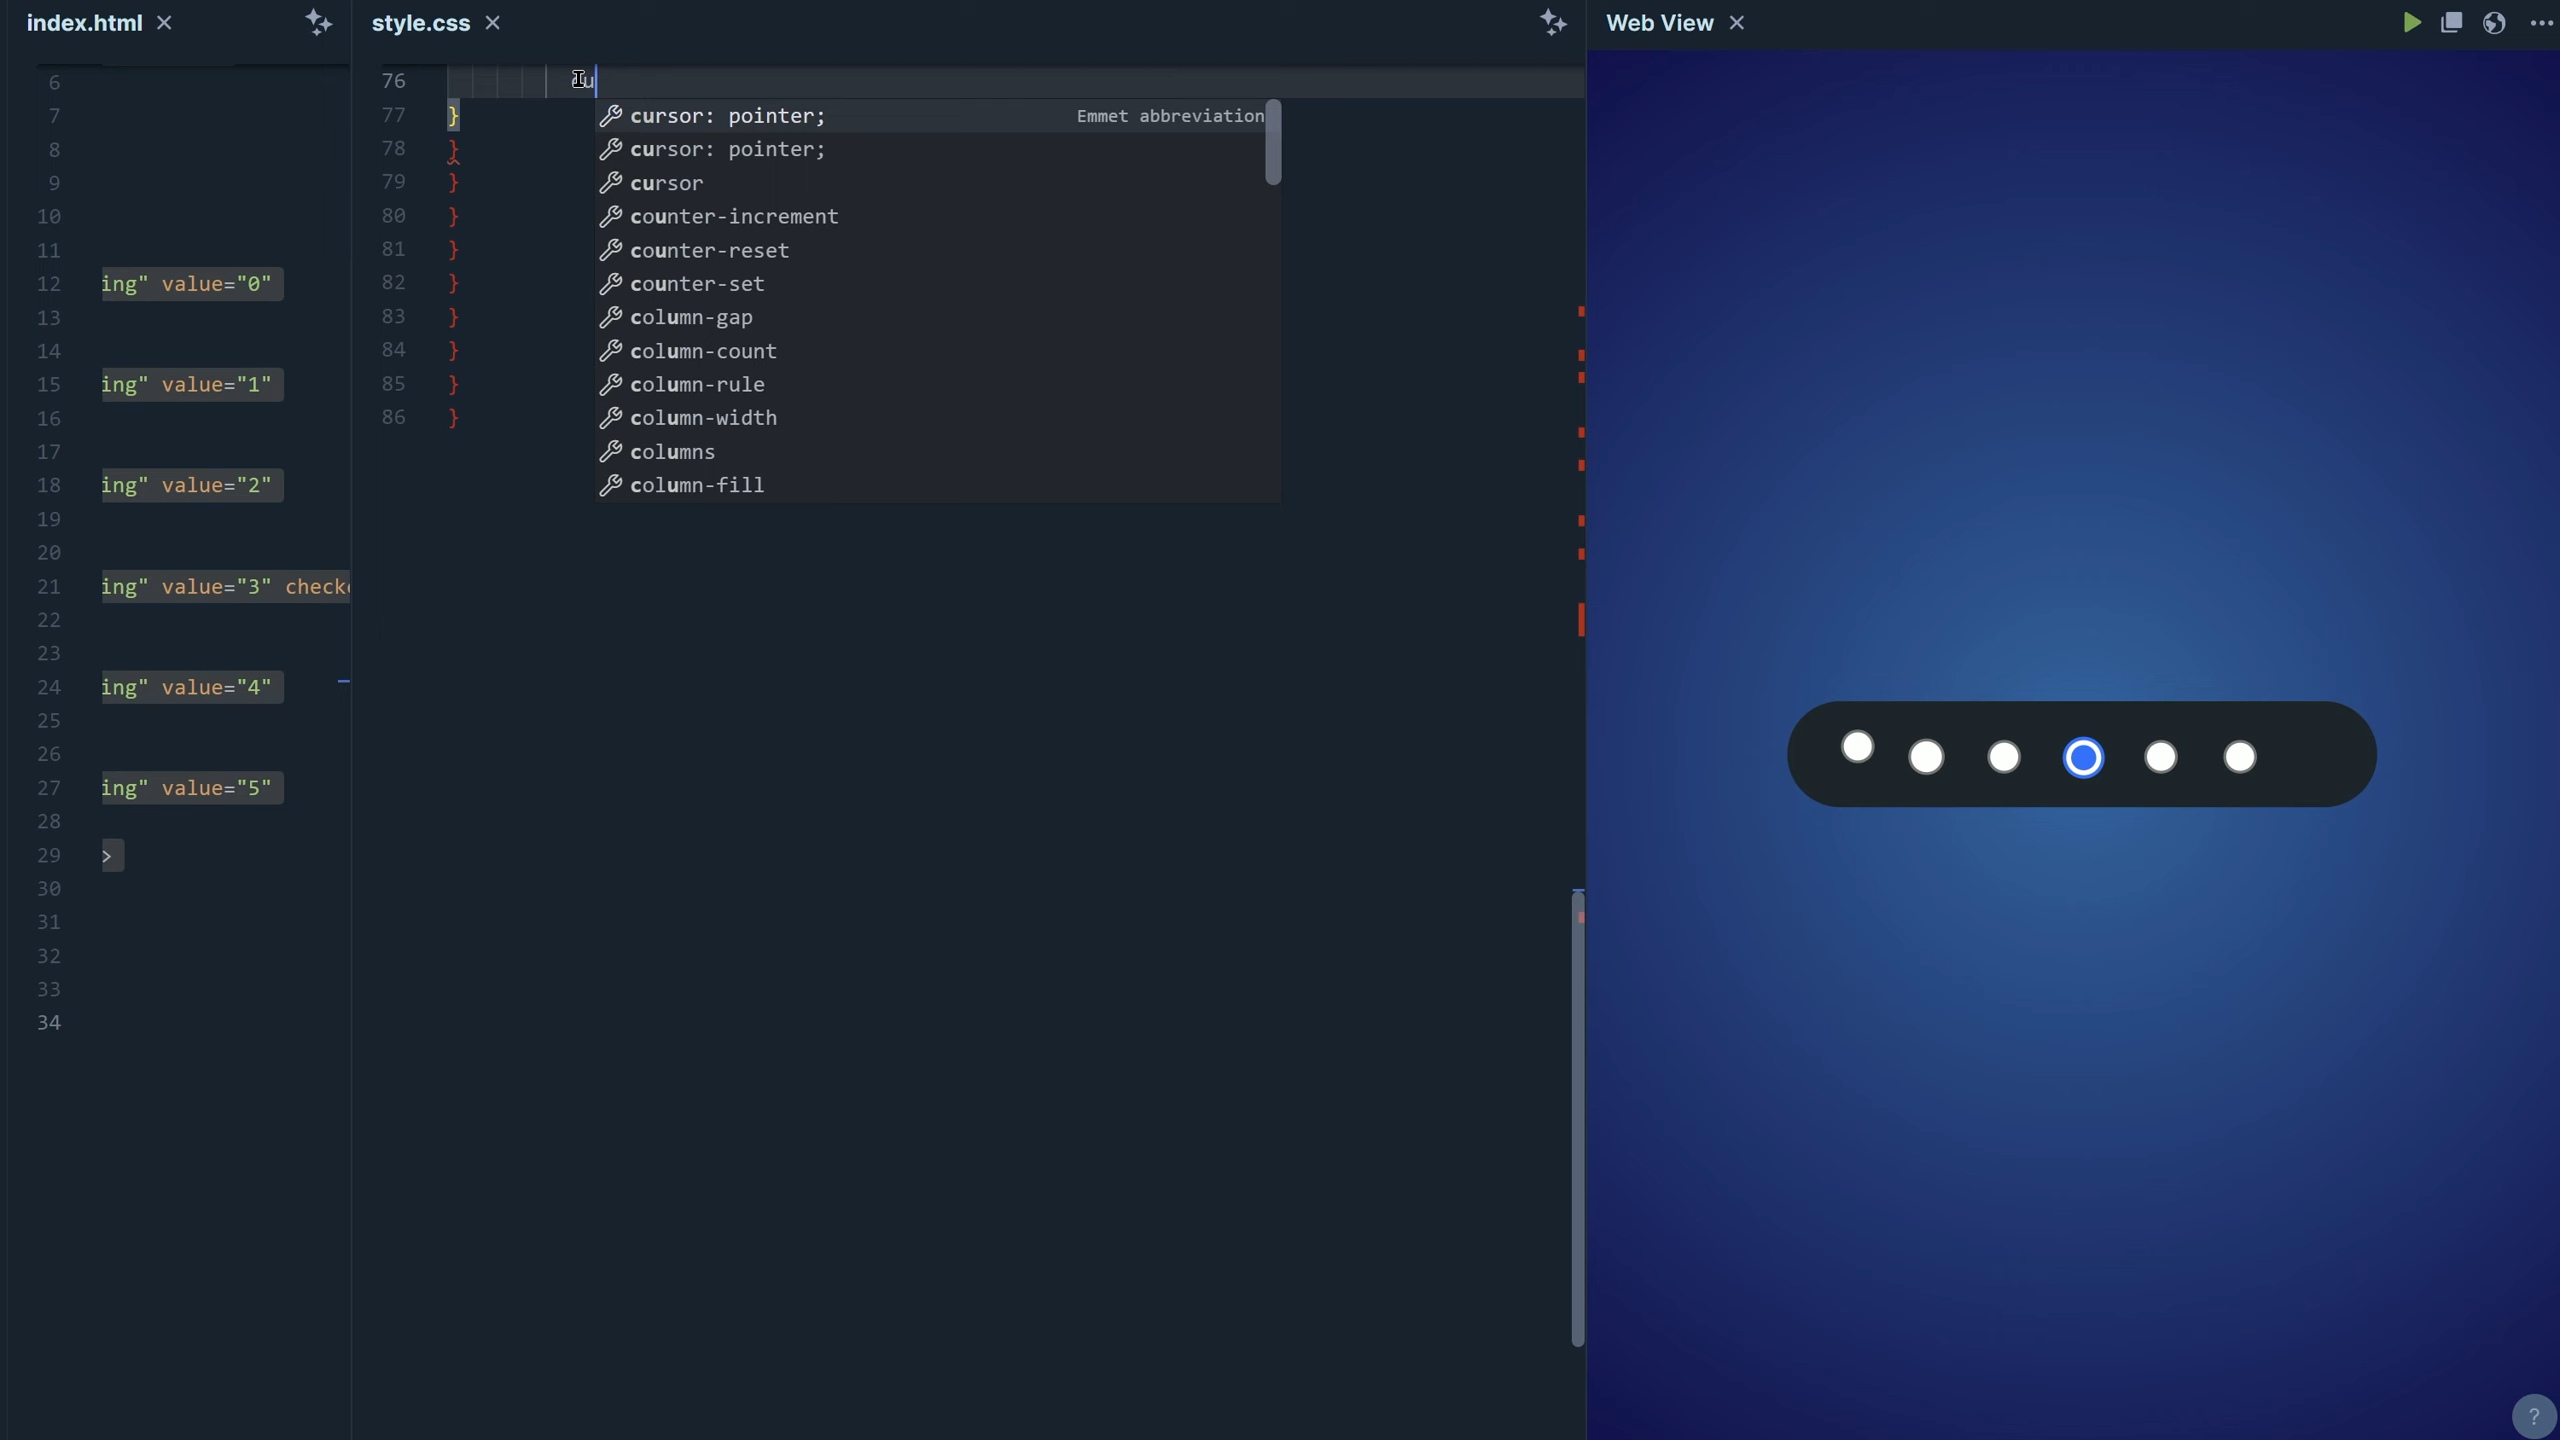 index.html
6
7
8
9
10
11
12 ing" value="0"
13
14
15 ing" value="1"
16
17
18 ing" value="2"
19
20
21 ing" value="3" check
22
23
24 ing" value="4"
25
26
27 ing" value="5"
28
29 >
30
31
32
33
34
style.css
76 cu
77 }
78 }
79 }
80 }
81 }
82 }
83 }
84 }
85 }
86 }
cursor: pointer; Emmet abbreviation
cursor: pointer;
cursor
counter-increment
counter-reset
counter-set
column-gap
column-count
column-rule
column-width
columns
column-fill
Web View
?